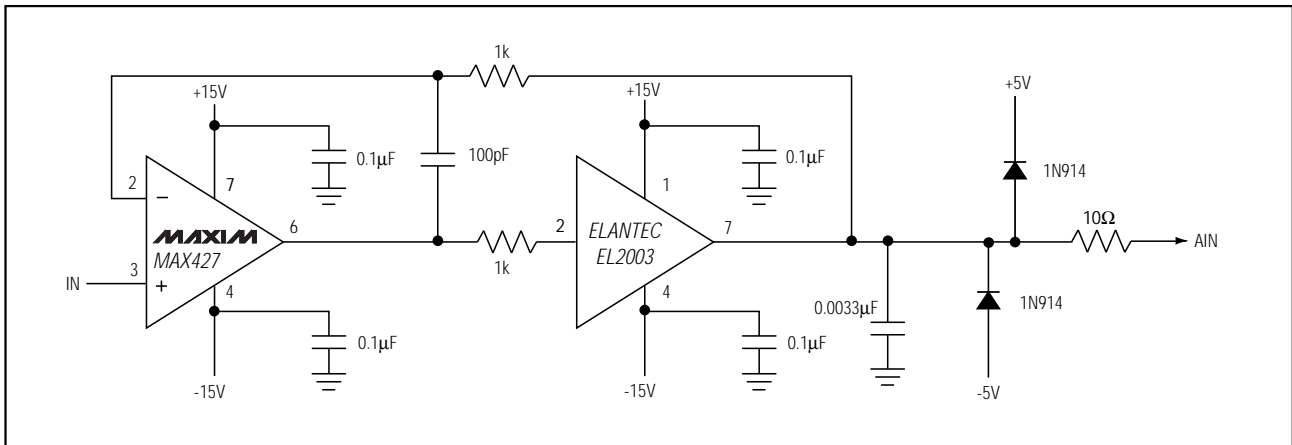 1k
+15V
+15V
+5V
0.1µF
100pF
0.1µF
1N914
2
7
1
−
MAXIM
MAX427
6
2
ELANTEC
EL2003
7
10Ω
AIN
1k
IN
3
+
4
4
0.0033µF
1N914
0.1µF
0.1µF
-15V
-15V
-5V